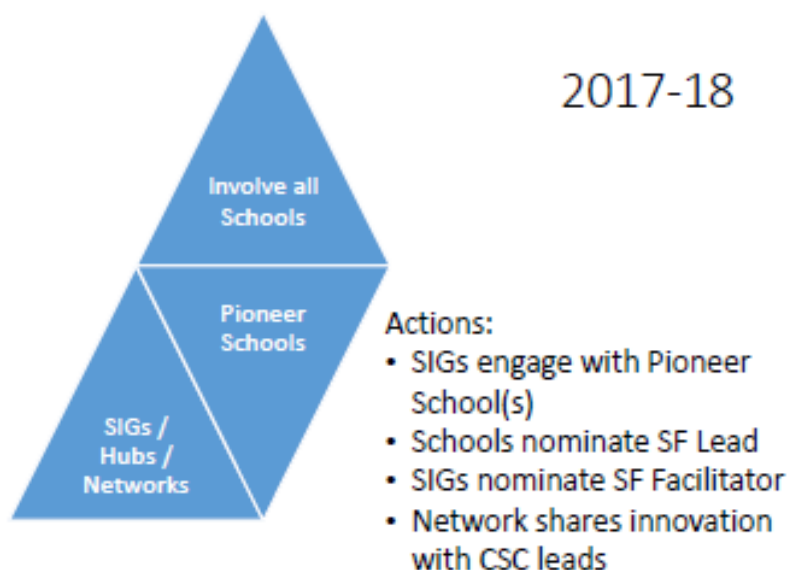 2017-18
Involve all
Schools
Pioneer
Schools
SIGs /
Hubs /
Networks
Actions:
• SIGs engage with Pioneer
School(s)
• Schools nominate SF Lead
• SIGs nominate SF Facilitator
• Network shares innovation
with CSC leads